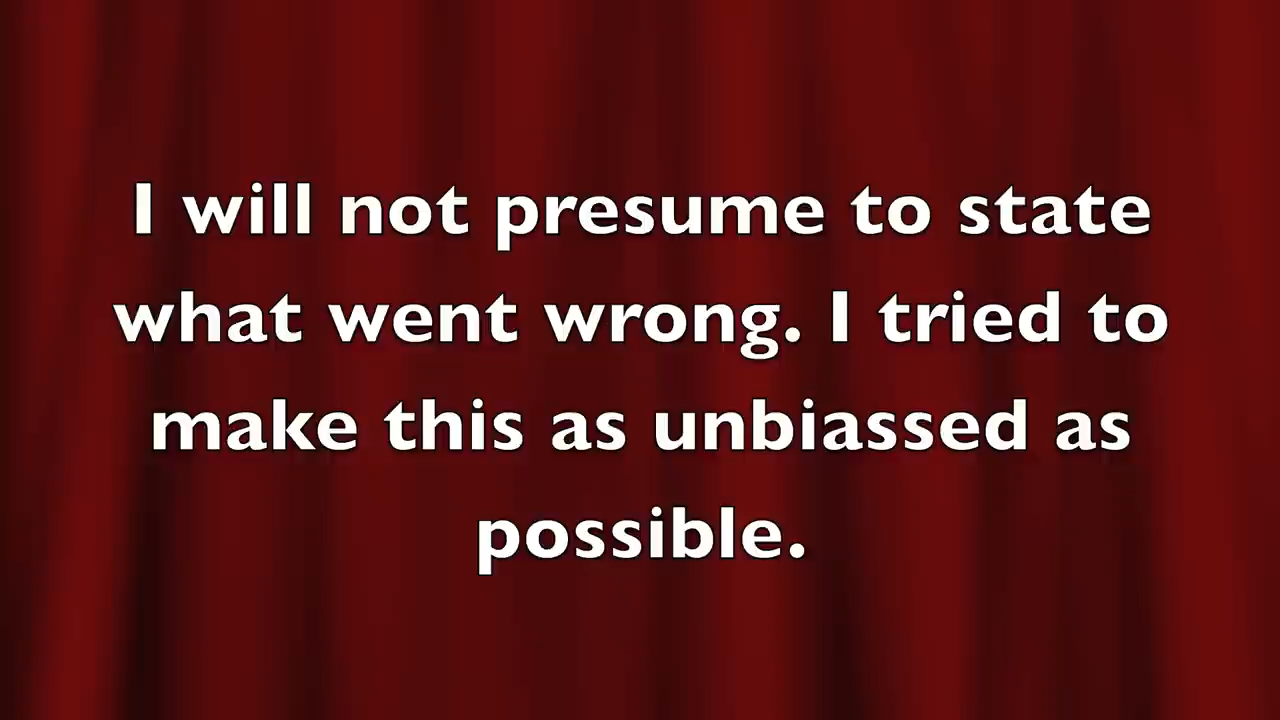 I will not presume to state
what went wrong. I tried to
make this as unbiassed as
possible.